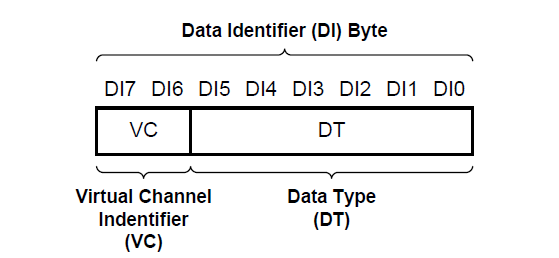 Data Identifier (DI) Byte
DI7 DI6 DI5 DI4 DI3 DI2 DI1 DI0
VC DT
Virtual Channel
Indentifier
(VC)
Data Type
(DT)